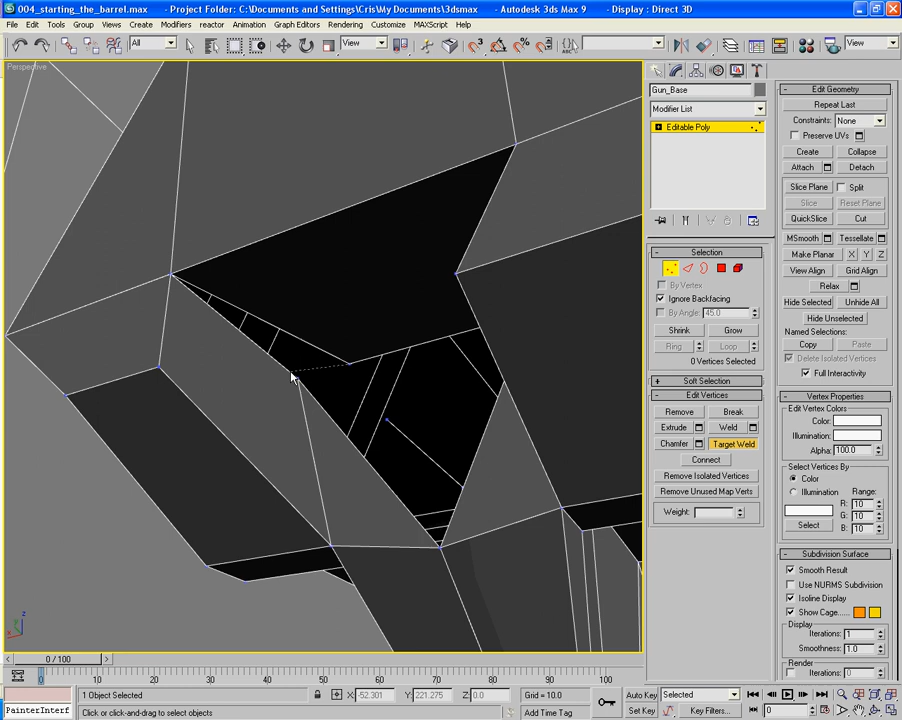 004_starting_the_barrel.max - Project Folder: C:\Documents and Settings\Cris\My Documents\3dsmax - Autodesk 3ds Max 9 - Display : Direct 3D
File Edit Tools Group Views Create Modifiers reactor Animation Graph Editors Rendering Customize MAXScript Help
All View View
Perspective
Gun_Base
Modifier List
Editable Poly
Selection
By Vertex
Ignore Backfacing
By Angle: 45.0
Shrink Grow
Ring Loop
0 Vertices Selected
Soft Selection
Edit Vertices
Remove Break
Extrude Weld
Chamfer Target Weld
Connect
Remove Isolated Vertices
Remove Unused Map Verts
Weight:
Edit Geometry
Repeat Last
Constraints: None
Preserve UVs
Create Collapse
Attach Detach
Slice Plane Split
Slice Reset Plane
QuickSlice Cut
MSmooth Tessellate
Make Planar X Y Z
View Align Grid Align
Relax
Hide Selected Unhide All
Hide Unselected
Named Selections:
Copy Paste
Delete Isolated Vertices
Full Interactivity
Vertex Properties
Edit Vertex Colors
Color:
Illumination:
Alpha: 100.0
Select Vertices By
Color Range:
Illumination R: 10
G: 10
Select B: 10
Subdivision Surface
Smooth Result
Use NURMS Subdivision
Isoline Display
Show Cage......
Display
Iterations: 1
Smoothness: 1.0
Render
Iterations: 0
z
x
0 / 100
0 10 20 30 40 50 60 70 80 90 100
1 Object Selected X: -52.301 Y: 221.275 Z: 0.0 Grid = 10.0 Auto Key Selected
PainterInterf Click or click-and-drag to select objects Add Time Tag Set Key Key Filters... 0